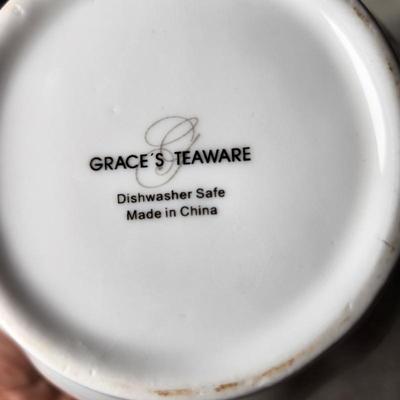 G
GRACE´S TEAWARE
Dishwasher Safe
Made in China